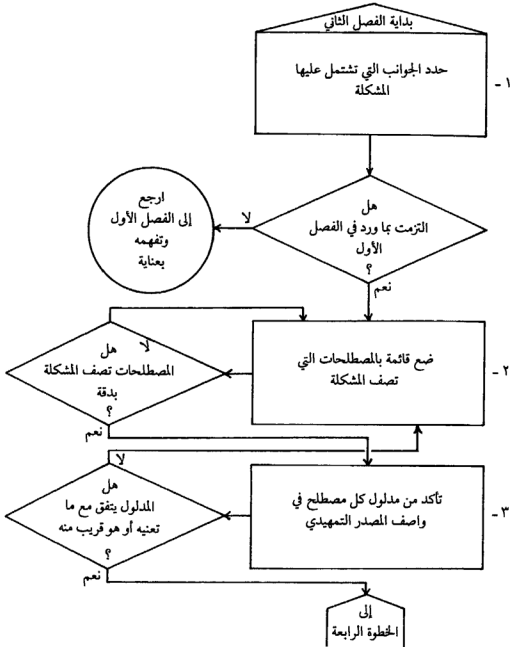 بداية الفصل الثاني
١ -
حدد الجوانب التي تشتمل عليها
المشكلة
هل
التزمت بما ورد في الفصل
الأول
؟
لا
نعم
ارجع
إلى الفصل الأول
وتفهمه
بعناية
٢ -
ضع قائمة بالمصطلحات التي
تصف المشكلة
هل
المصطلحات تصف المشكلة
بدقة
؟
لا
نعم
٣ -
تأكد من مدلول كل مصطلح في
واصف المصدر التمهيدي
هل
المدلول يتفق مع ما
تعنيه أو هو قريب منه
؟
لا
نعم
إلى
الخطوة الرابعة